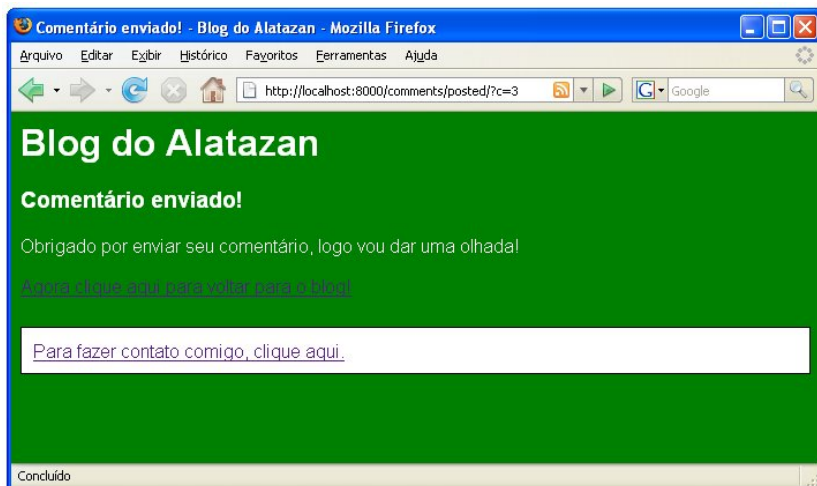 Comentário enviado! - Blog do Alatazan - Mozilla Firefox
Arquivo Editar Exibir Histórico Favoritos Ferramentas Ajuda
http://localhost:8000/comments/posted/?c=3 G Google
Blog do Alatazan
Comentário enviado!
Obrigado por enviar seu comentário, logo vou dar uma olhada!
Agora clique aqui para voltar para o blog!
Para fazer contato comigo, clique aqui.
Concluído